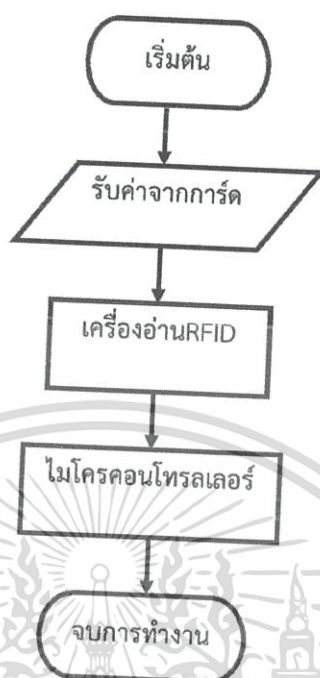 เริ่มต้น
รับค่าจากการ์ด
เครื่องอ่านRFID
ไมโครคอนโทรลเลอร์
จบการทำงาน